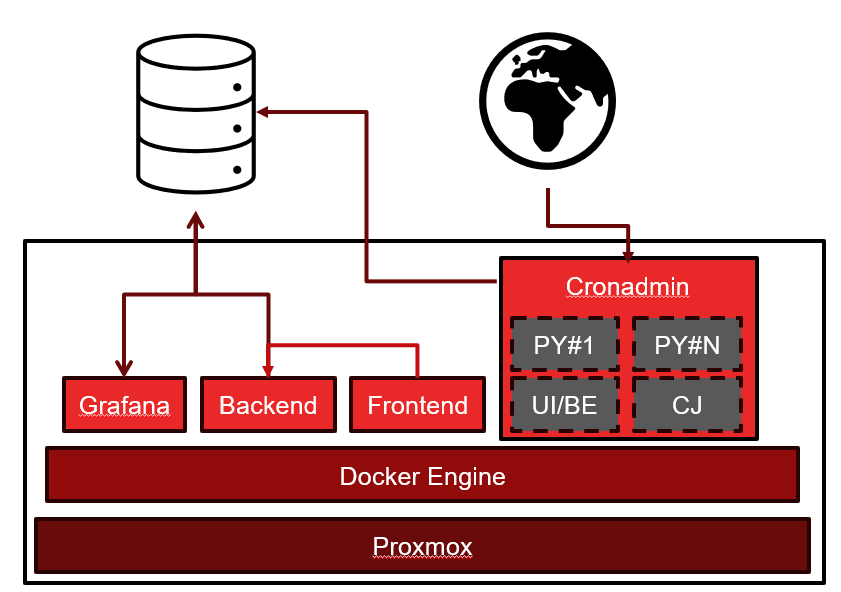 Cronadmin
PY#1
PY#N
UI/BE
CJ
Grafana
Backend
Frontend
Docker Engine
Proxmox